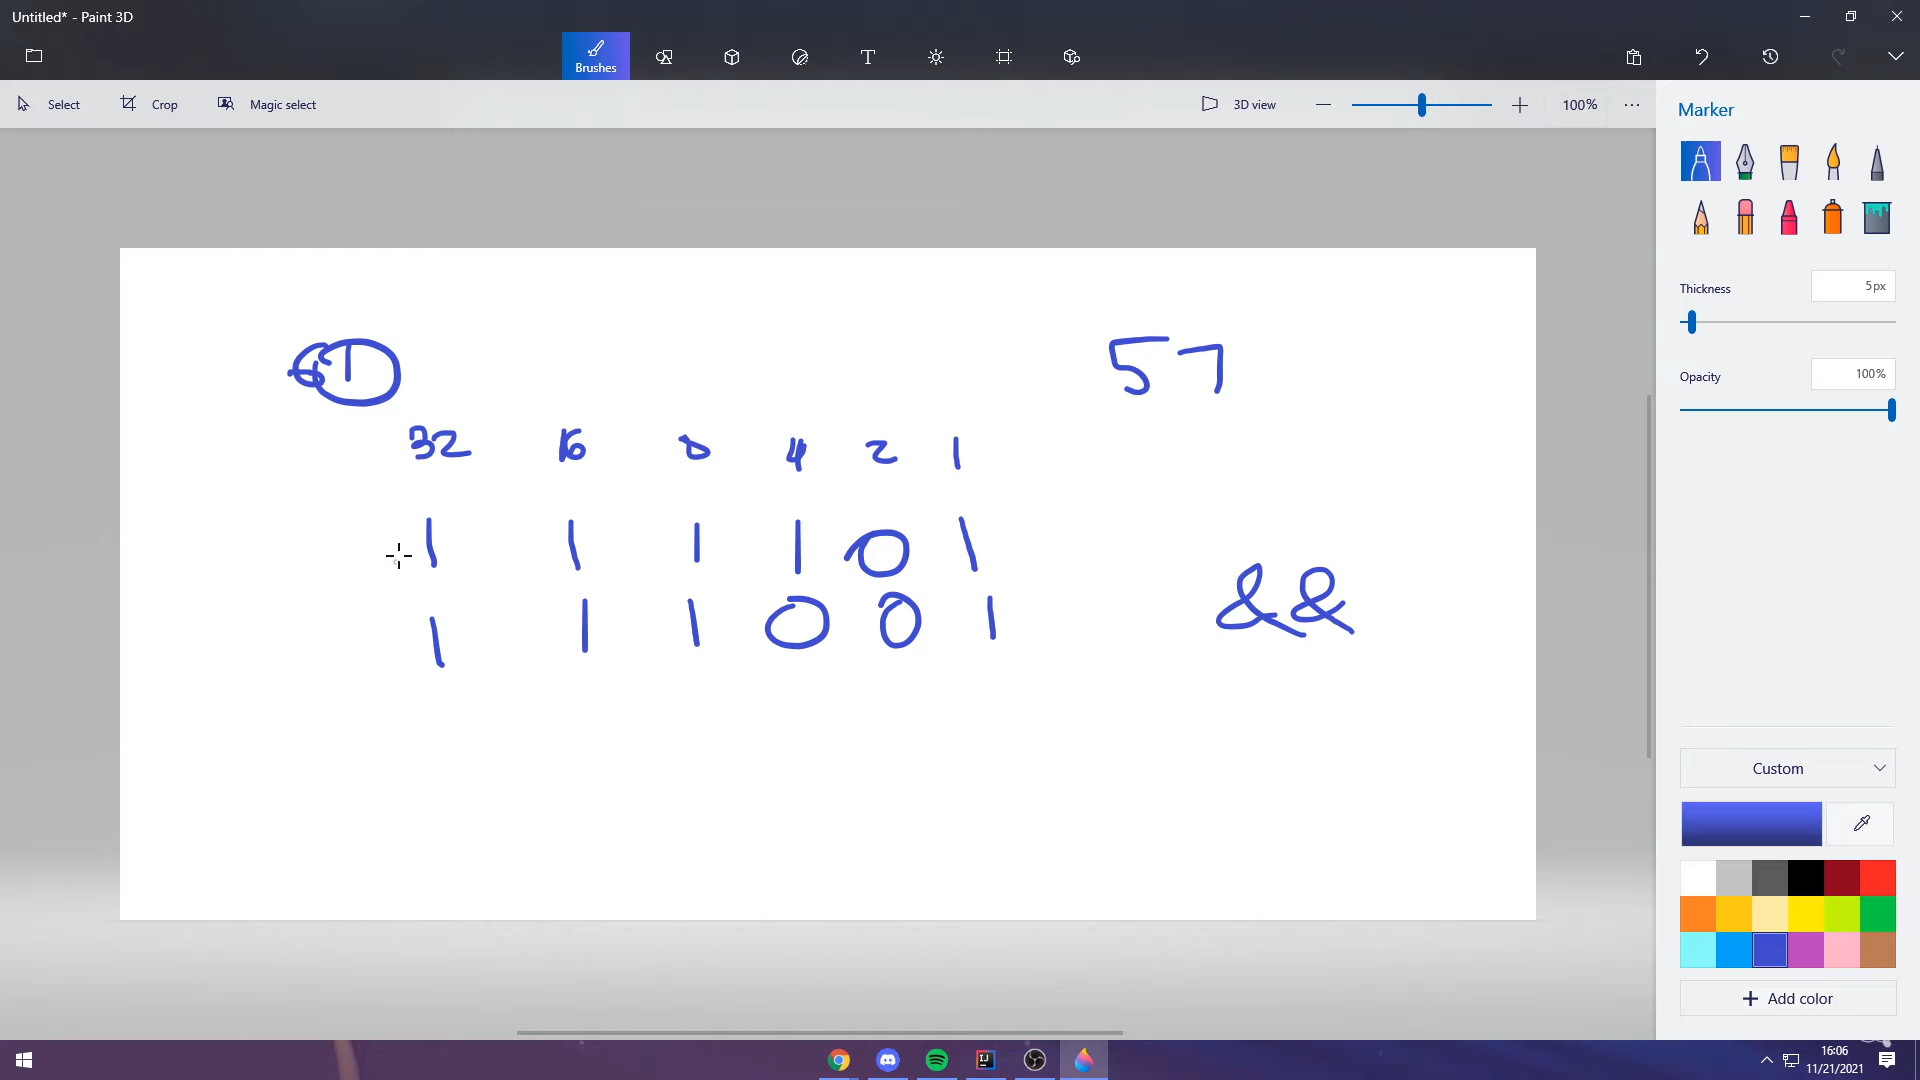 Untitled* - Paint 3D
Brushes
Select
Crop
Magic select
3D view
100%
Marker
Thickness
5px
Opacity
100%
Custom
Add color
1
57
32 16 8 4 2 1
1 1 1 1 0 1
1 1 1 0 0 1
&&
16:06
11/21/2021